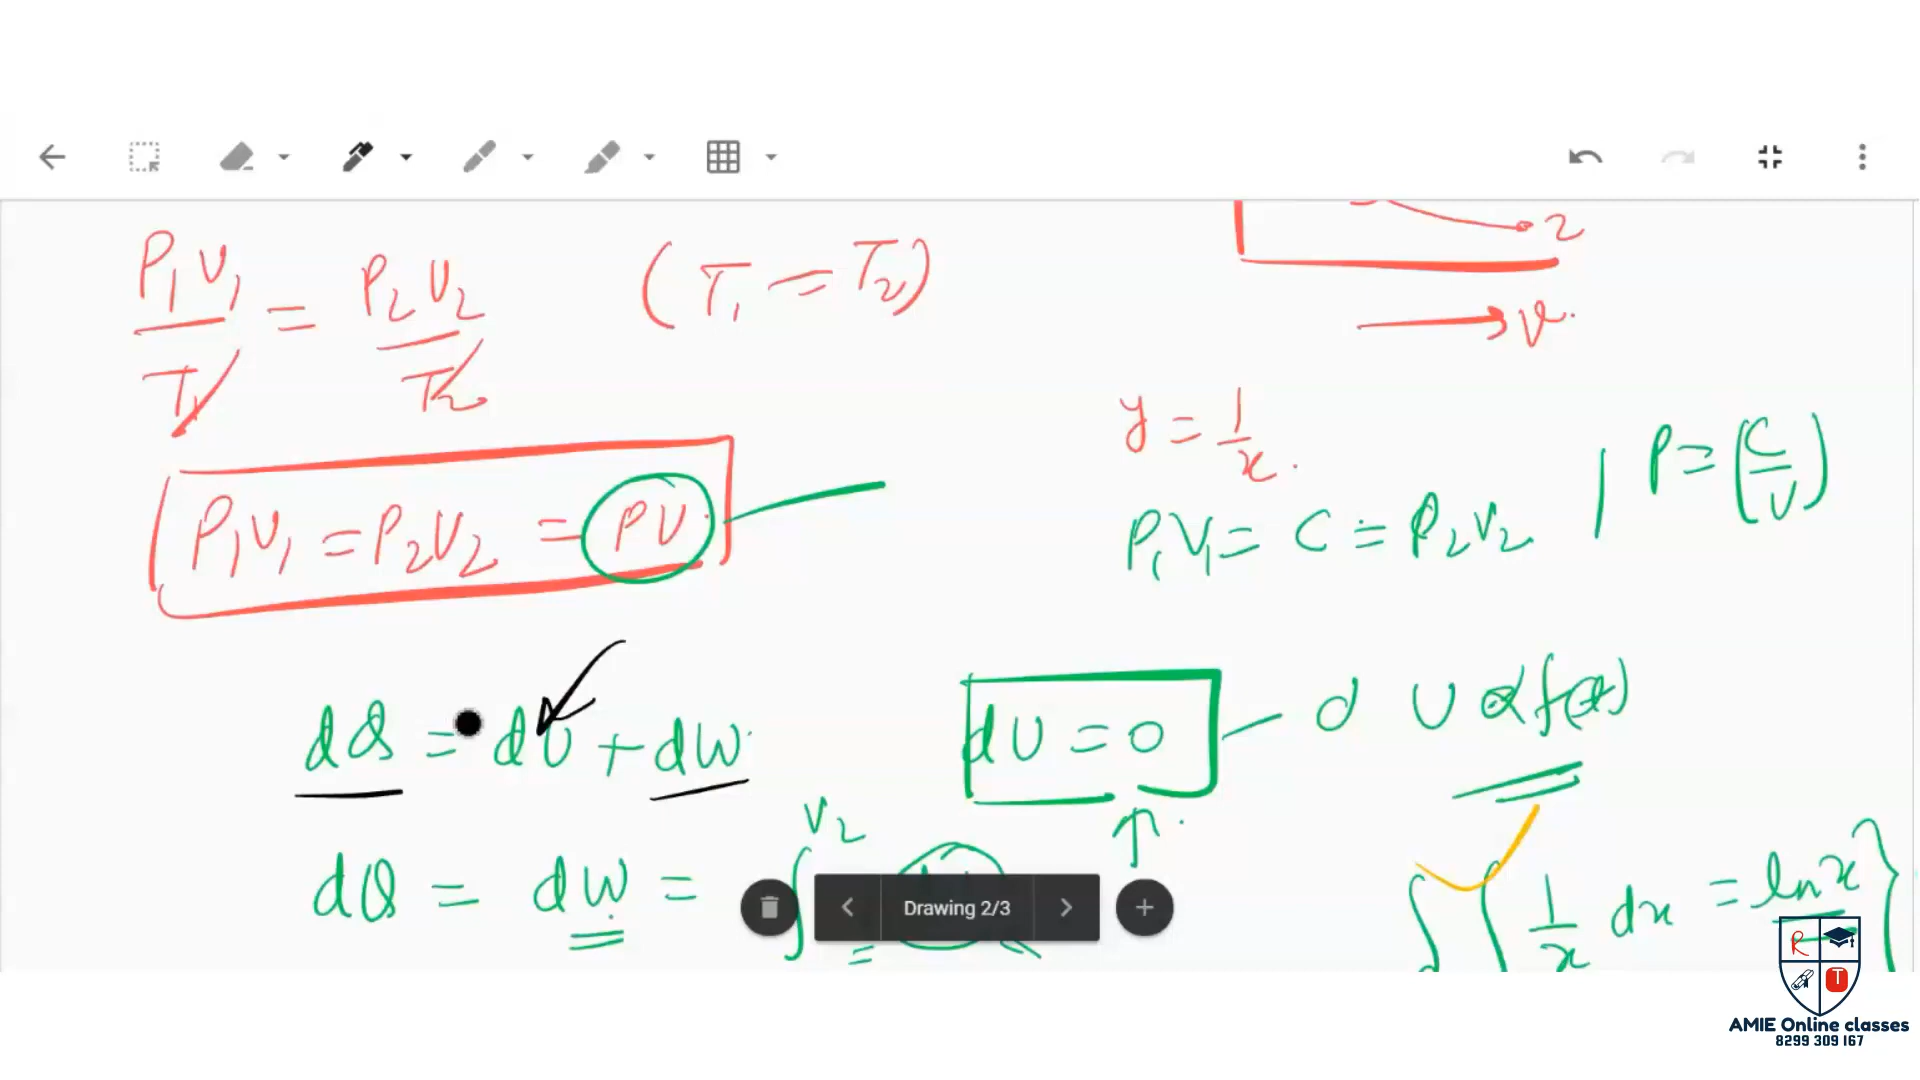 2
P₁V₁/T₁ = P₂V₂/T₂ (T₁ = T₂)
→ V.
y = 1/x.
P = (C/V)
P₁V₁ = P₂V₂ = PV.
P₁V₁ = C = P₂V₂
dQ = dU + dW.
dU = 0
d U α f(t)
dQ = dW = ∫ V₂
∫ 1/x dx = ln x
Drawing 2/3
R
T
AMIE Online classes
8299 309 167